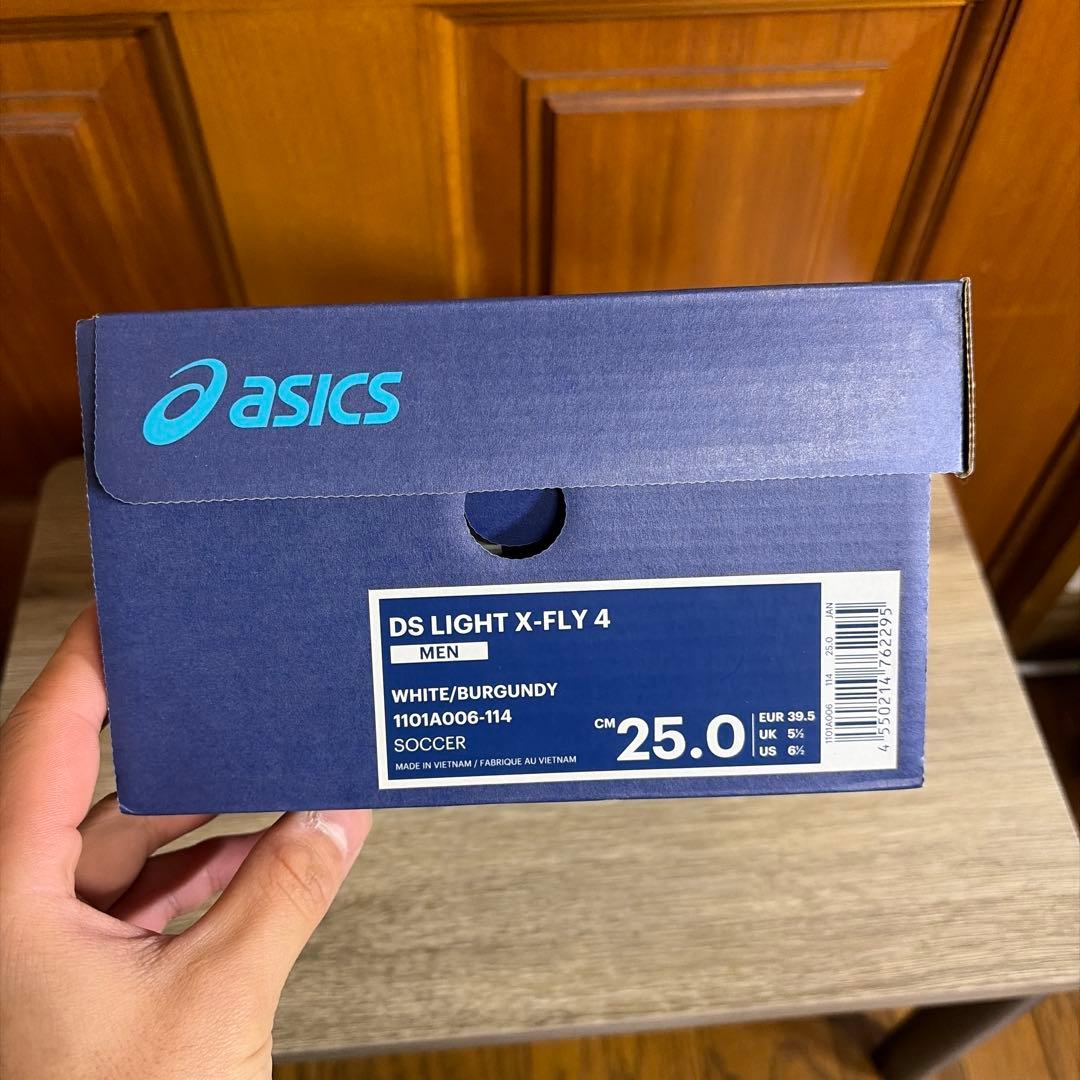 asics
DS LIGHT X-FLY 4
MEN
WHITE/BURGUNDY
1101A006-114
SOCCER
MADE IN VIETNAM / FABRIQUE AU VIETNAM
CM 25.0
EUR 39.5
UK 5½
US 6½
1101A006 114 25.0 JAN
4 550214 762295